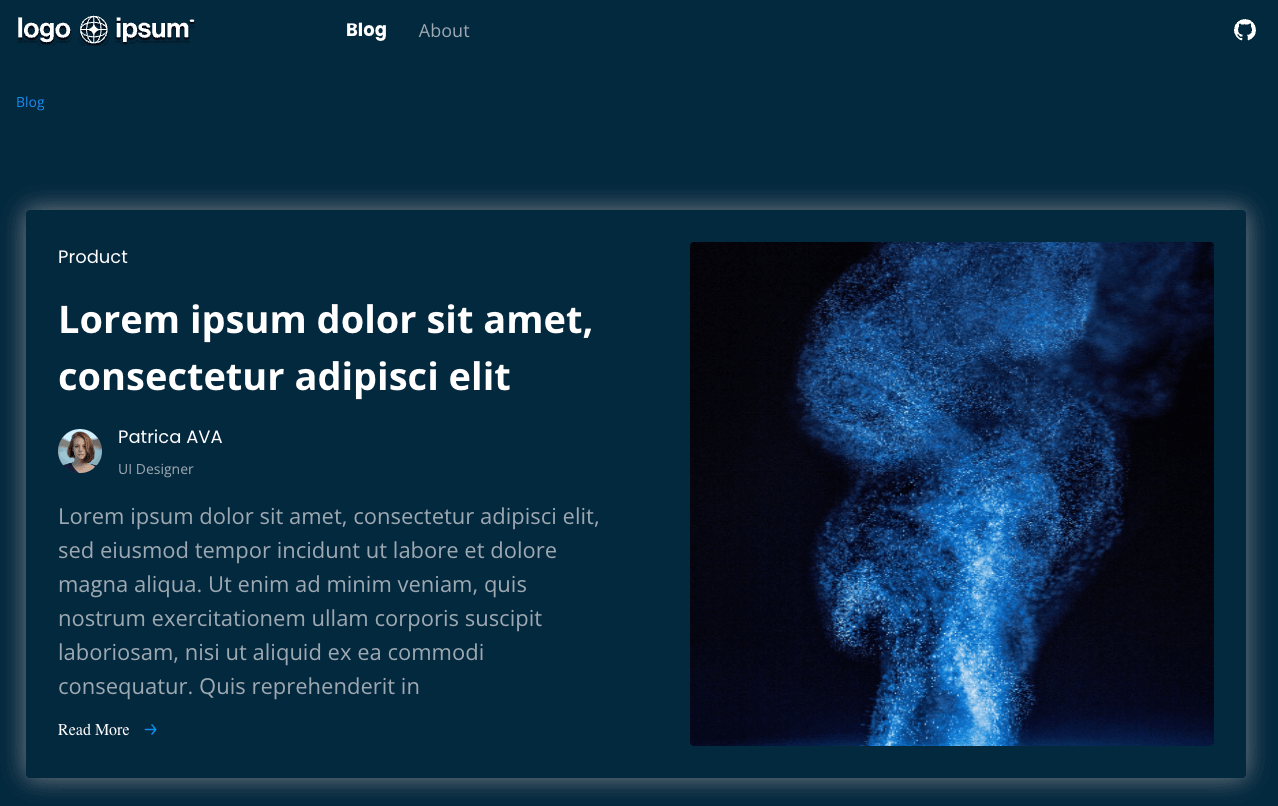 logo ipsum
Blog
About
Blog
Product
Lorem ipsum dolor sit amet,
consectetur adipisci elit
Patrica AVA
UI Designer
Lorem ipsum dolor sit amet, consectetur adipisci elit,
sed eiusmod tempor incidunt ut labore et dolore
magna aliqua. Ut enim ad minim veniam, quis
nostrum exercitationem ullam corporis suscipit
laboriosam, nisi ut aliquid ex ea commodi
consequatur. Quis reprehenderit in
Read More →